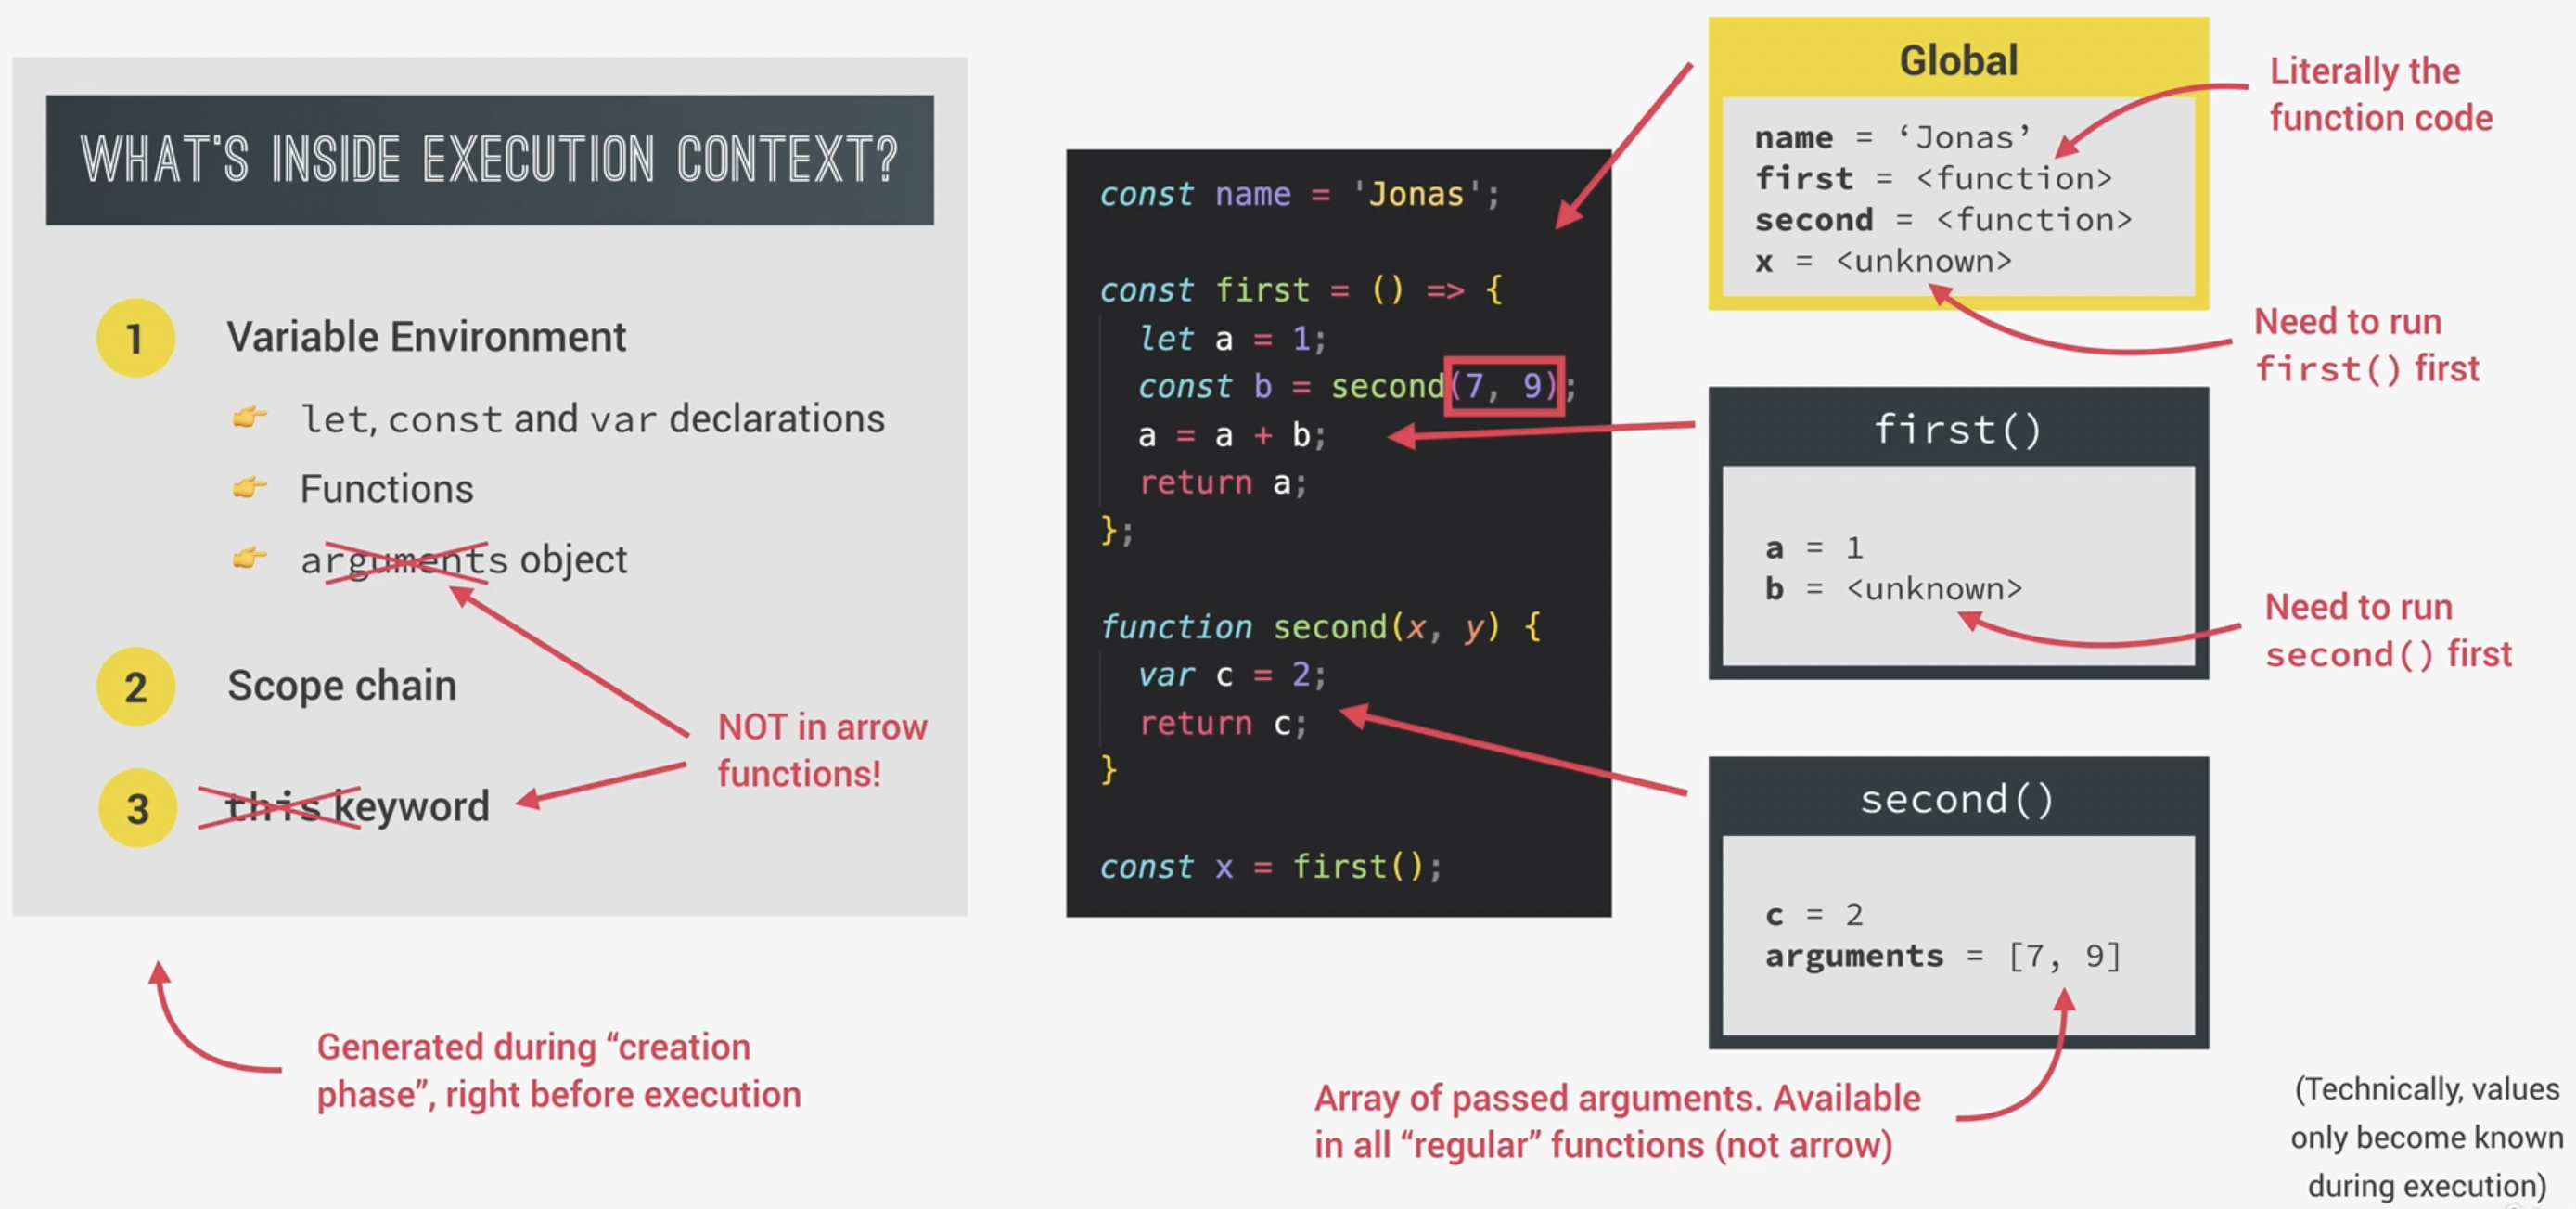 WHAT'S INSIDE EXECUTION CONTEXT?
1 Variable Environment
👉 let, const and var declarations
👉 Functions
👉 arguments object
2 Scope chain
3 this keyword
NOT in arrow
functions!
Generated during “creation
phase”, right before execution
const name = 'Jonas';
const first = () => {
let a = 1;
const b = second(7, 9);
a = a + b;
return a;
};
function second(x, y) {
var c = 2;
return c;
}
const x = first();
Global
name = ‘Jonas’
first = <function>
second = <function>
x = <unknown>
Literally the
function code
Need to run
first() first
first()
a = 1
b = <unknown>
Need to run
second() first
second()
c = 2
arguments = [7, 9]
Array of passed arguments. Available
in all “regular” functions (not arrow)
(Technically, values
only become known
during execution)